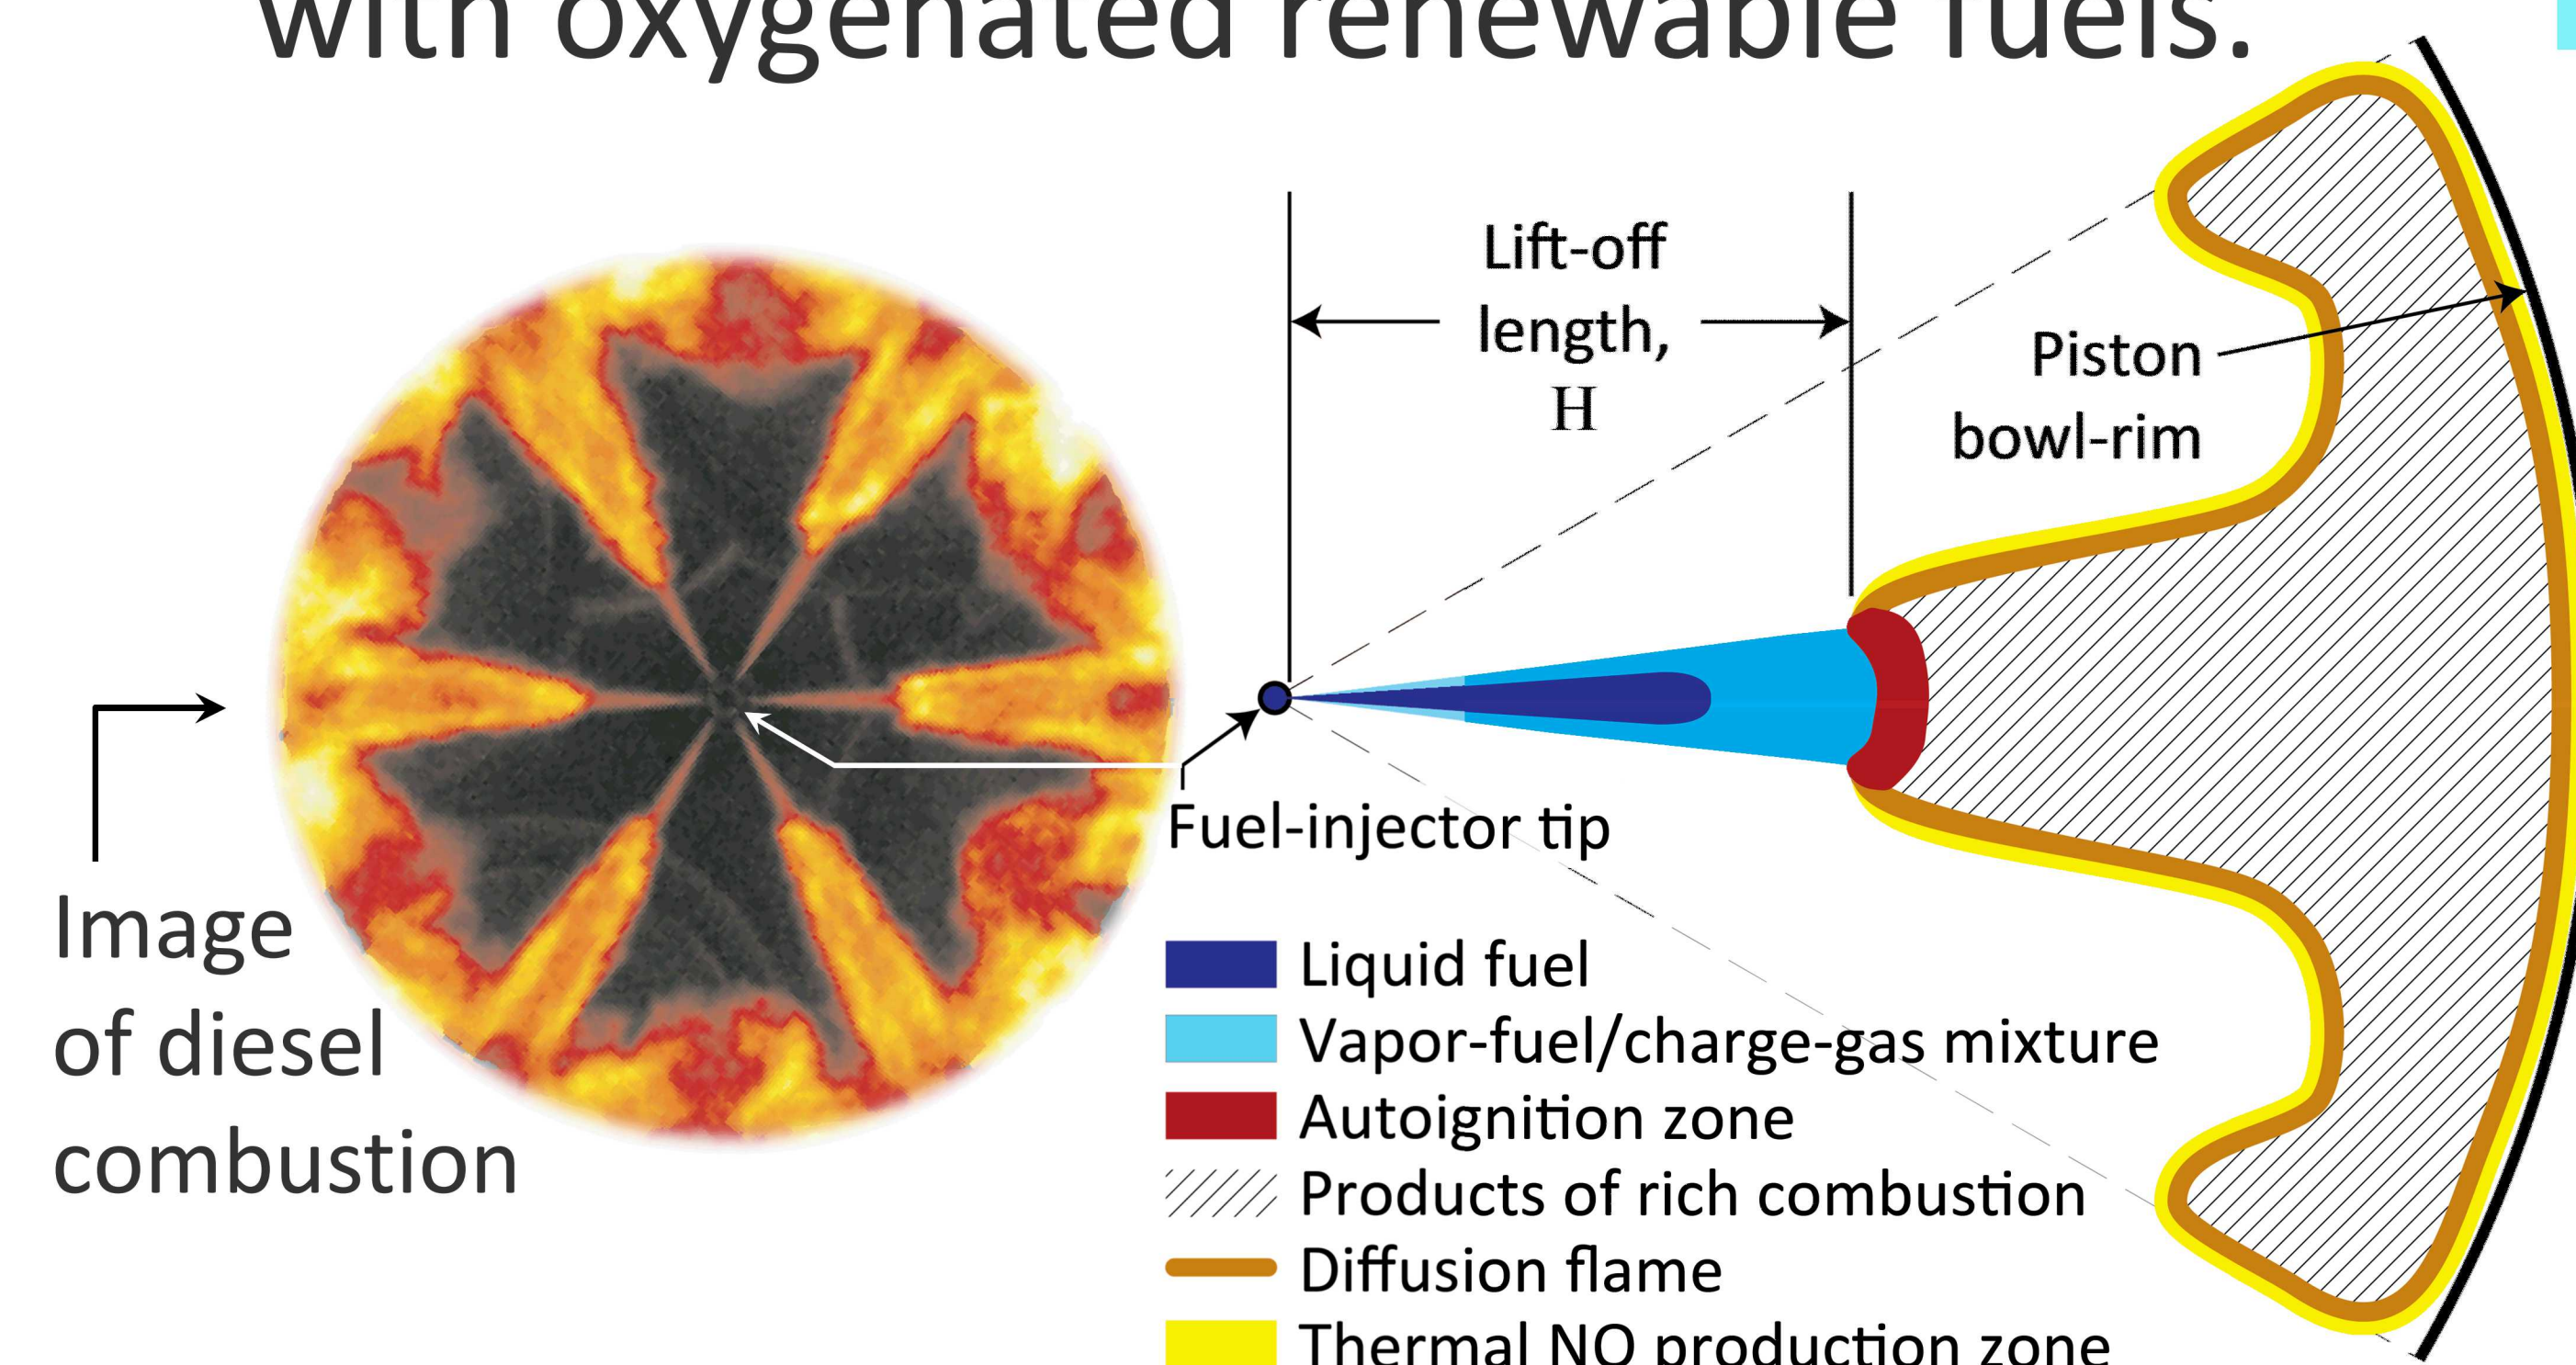 with oxygenated renewable fuels.
Lift-off
length,
H
Piston
bowl-rim
Fuel-injector tip
Image
of diesel
combustion
Liquid fuel
Vapor-fuel/charge-gas mixture
Autoignition zone
Products of rich combustion
Diffusion flame
Thermal NO production zone